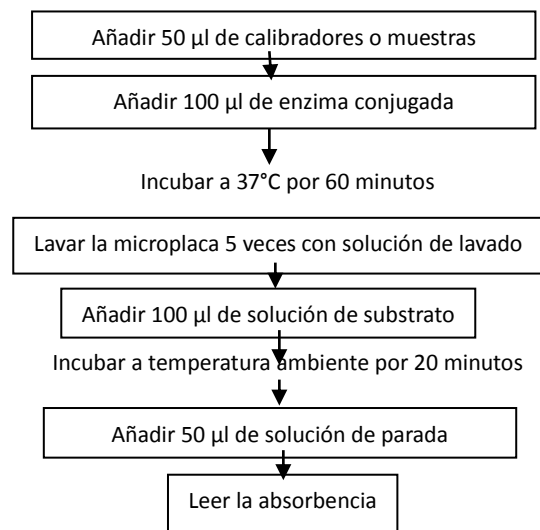 Añadir 50 µl de calibradores o muestras
Añadir 100 µl de enzima conjugada
Incubar a 37°C por 60 minutos
Lavar la microplaca 5 veces con solución de lavado
Añadir 100 µl de solución de substrato
Incubar a temperatura ambiente por 20 minutos
Añadir 50 µl de solución de parada
Leer la absorbencia